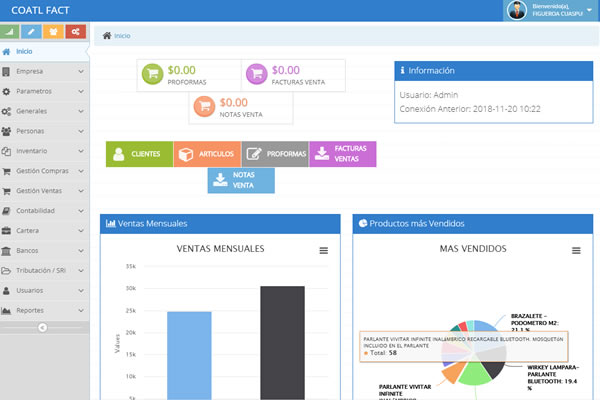 COATL FACT
Bienvenido(a),
FIGUEROA CUASPU
Inicio
Inicio
Empresa
Parametros
Generales
Personas
Inventario
Gestión Compras
Gestión Ventas
Contabilidad
Cartera
Bancos
Tributación / SRI
Usuarios
Reportes
$0.00
PROFORMAS
$0.00
FACTURAS VENTA
$0.00
NOTAS VENTA
Información
Usuario: Admin
Conexión Anterior: 2018-11-20 10:22
CLIENTES
ARTICULOS
PROFORMAS
FACTURAS
VENTAS
NOTAS
VENTA
Ventas Mensuales
VENTAS MENSUALES
35k
30k
25k
20k
15k
10k
5k
Values
Productos más Vendidos
MAS VENDIDOS
BRAZALETE -
PODOMETRO M2:
21.1 %
PARLANTE VIVITAR INFINITE INALÉMBRICO RECARGABLE BLUETOOTH. MOSQUETóN
INCLUIDO EN EL PARLANTE
Total: 58
WIRKEY LAMPARA-
PARLANTE
BLUETOOTH: 19.4
%
PARLANTE VIVITAR
INFINITE